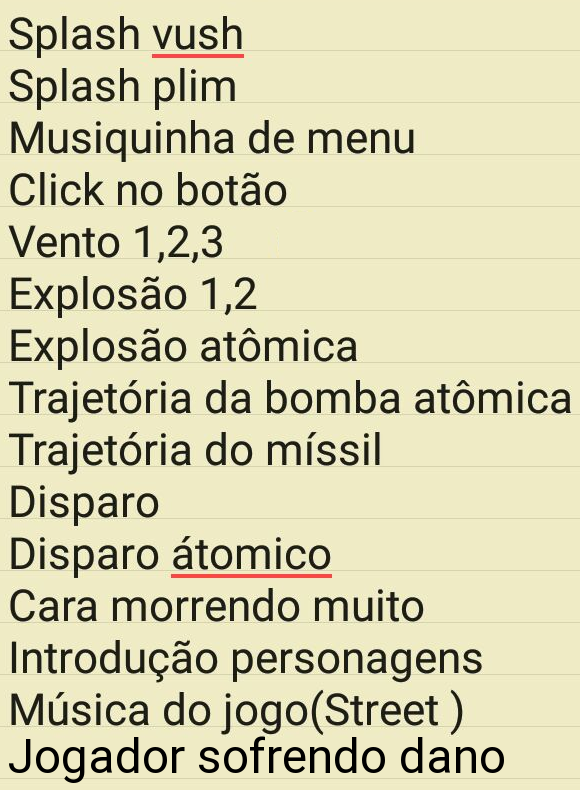 Splash vush
Splash plim
Musiquinha de menu
Click no botão
Vento 1,2,3
Explosão 1,2
Explosão atômica
Trajetória da bomba atômica
Trajetória do míssil
Disparo
Disparo átomico
Cara morrendo muito
Introdução personagens
Música do jogo(Street )
Jogador sofrendo dano